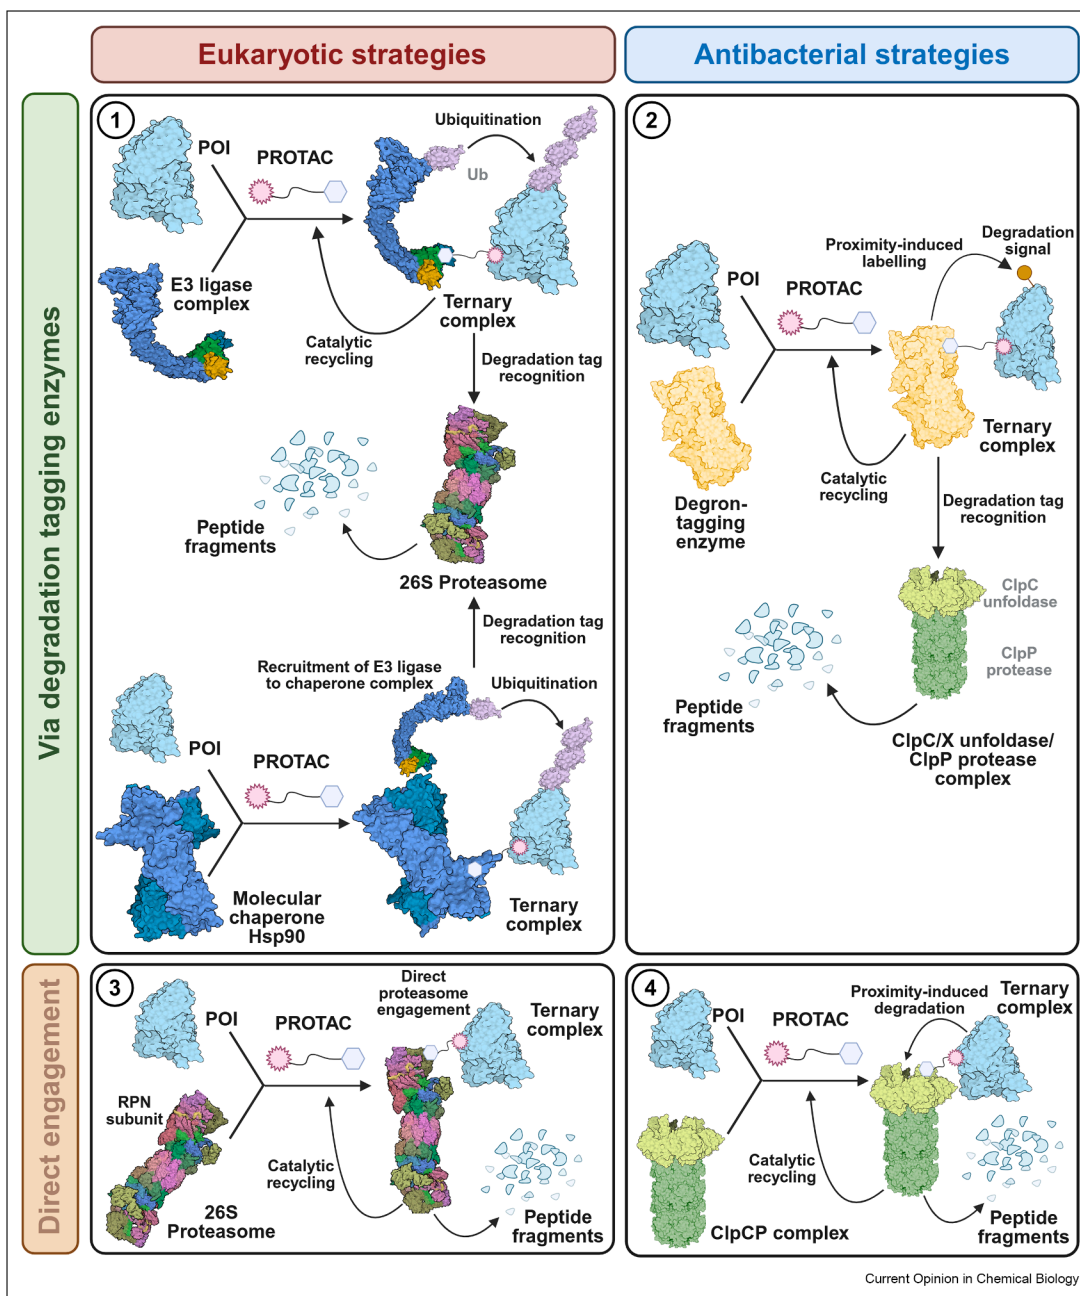 Eukaryotic strategies
Antibacterial strategies
Via degradation tagging enzymes
1
POI
PROTAC
Ubiquitination
Ub
E3 ligase
complex
Ternary
complex
Catalytic
recycling
Degradation tag
recognition
Peptide
fragments
26S Proteasome
Degradation tag
recognition
Recruitment of E3 ligase
to chaperone complex
Ubiquitination
POI
PROTAC
Molecular
chaperone
Hsp90
Ternary
complex
2
POI
PROTAC
Proximity-induced
labelling
Degradation
signal
Ternary
complex
Catalytic
recycling
Degron-
tagging
enzyme
Degradation tag
recognition
ClpC
unfoldase
ClpP
protease
Peptide
fragments
ClpC/X unfoldase/
ClpP protease
complex
Direct engagement
3
POI
PROTAC
Direct
proteasome
engagement
Ternary
complex
RPN
subunit
Catalytic
recycling
26S
Proteasome
Peptide
fragments
4
POI
PROTAC
Proximity-induced
degradation
Ternary
complex
Catalytic
recycling
ClpCP complex
Peptide
fragments
Current Opinion in Chemical Biology